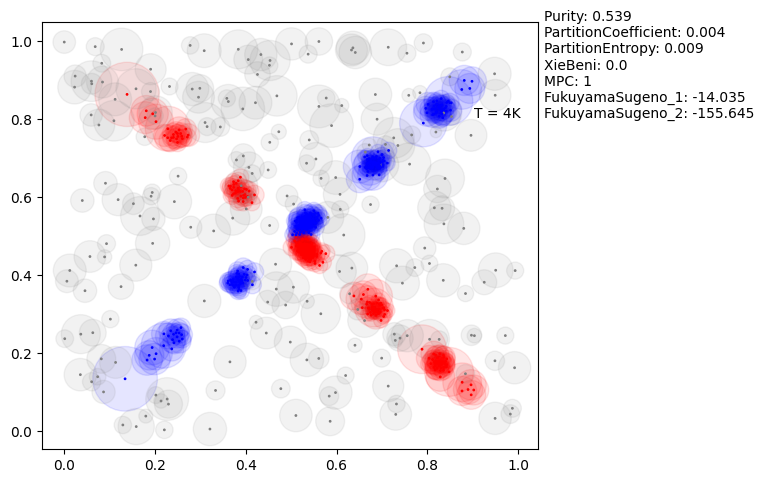 Purity: 0.539
PartitionCoefficient: 0.004
PartitionEntropy: 0.009
XieBeni: 0.0
MPC: 1
FukuyamaSugeno_1: -14.035
FukuyamaSugeno_2: -155.645
T = 4K
1.0
0.8
0.6
0.4
0.2
0.0
0.0 0.2 0.4 0.6 0.8 1.0